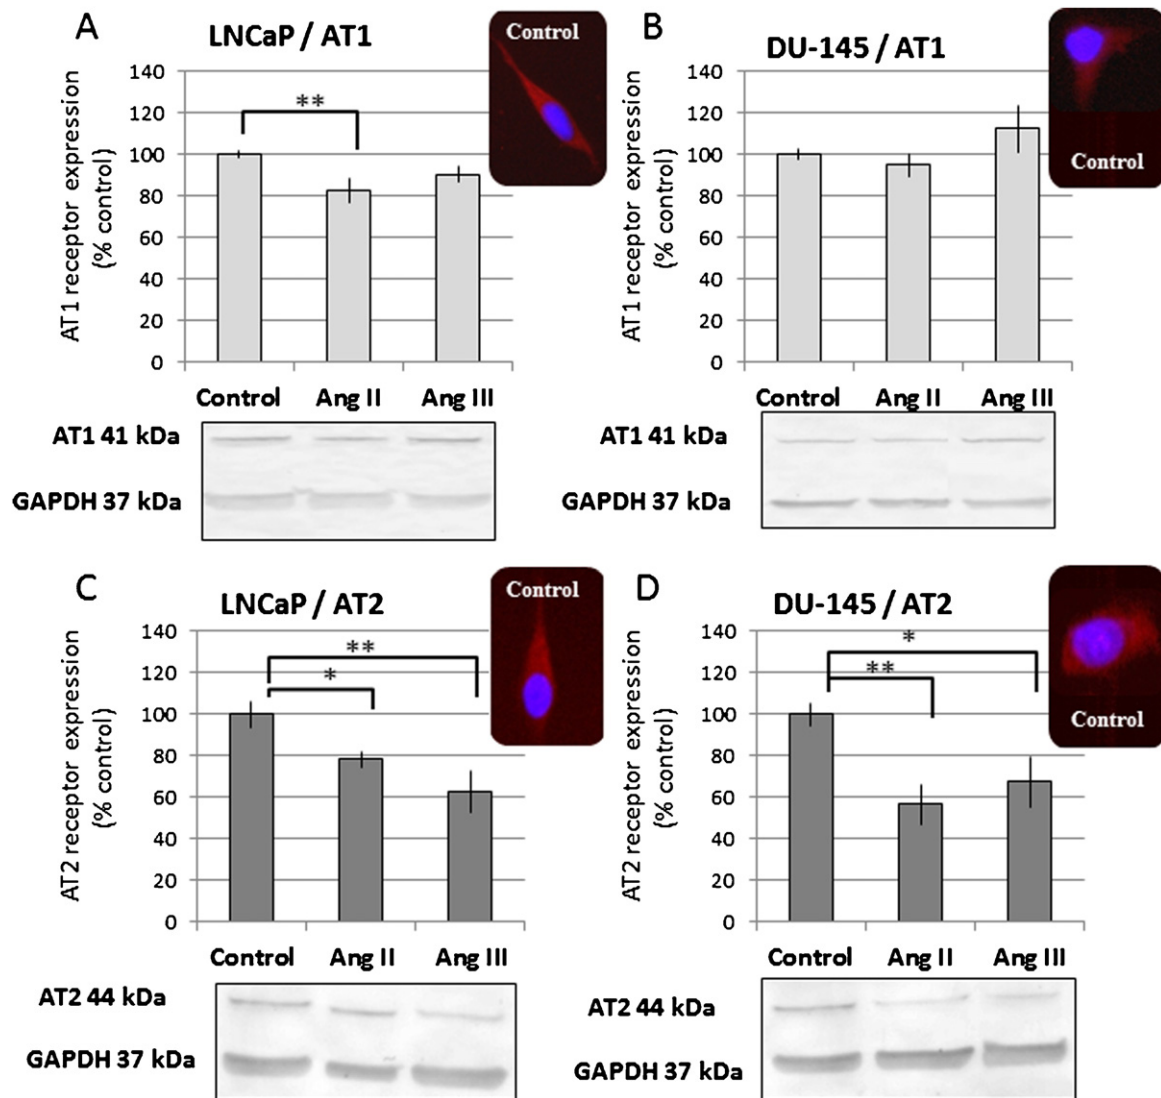 A
LNCaP / AT1
Control
AT1 receptor expression
(% control)
140
120
100
80
60
40
20
0
**
Control Ang II Ang III
AT1 41 kDa
GAPDH 37 kDa
B
DU-145 / AT1
Control
AT1 receptor expression
(% control)
140
120
100
80
60
40
20
0
Control Ang II Ang III
AT1 41 kDa
GAPDH 37 kDa
C
LNCaP / AT2
Control
AT2 receptor expression
(% control)
140
120
100
80
60
40
20
0
**
*
Control Ang II Ang III
AT2 44 kDa
GAPDH 37 kDa
D
DU-145 / AT2
Control
AT2 receptor expression
(% control)
140
120
100
80
60
40
20
0
*
**
Control Ang II Ang III
AT2 44 kDa
GAPDH 37 kDa